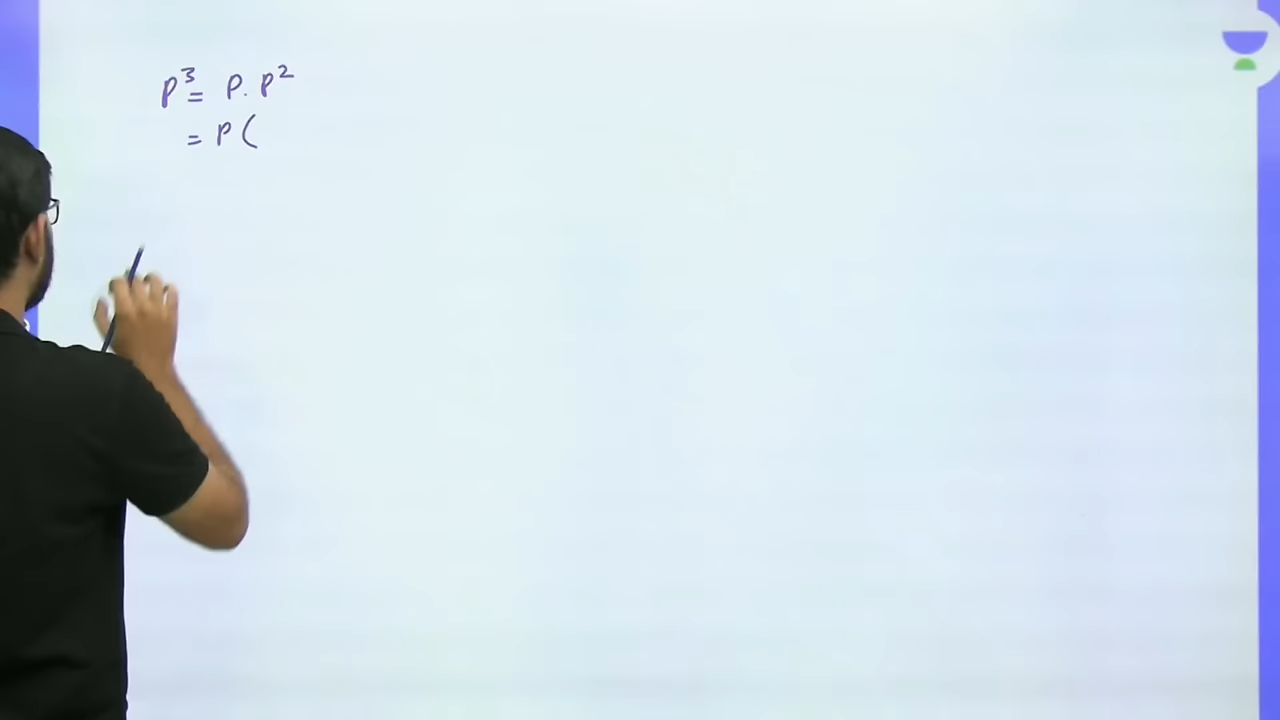 P³ = P. P²
= P (